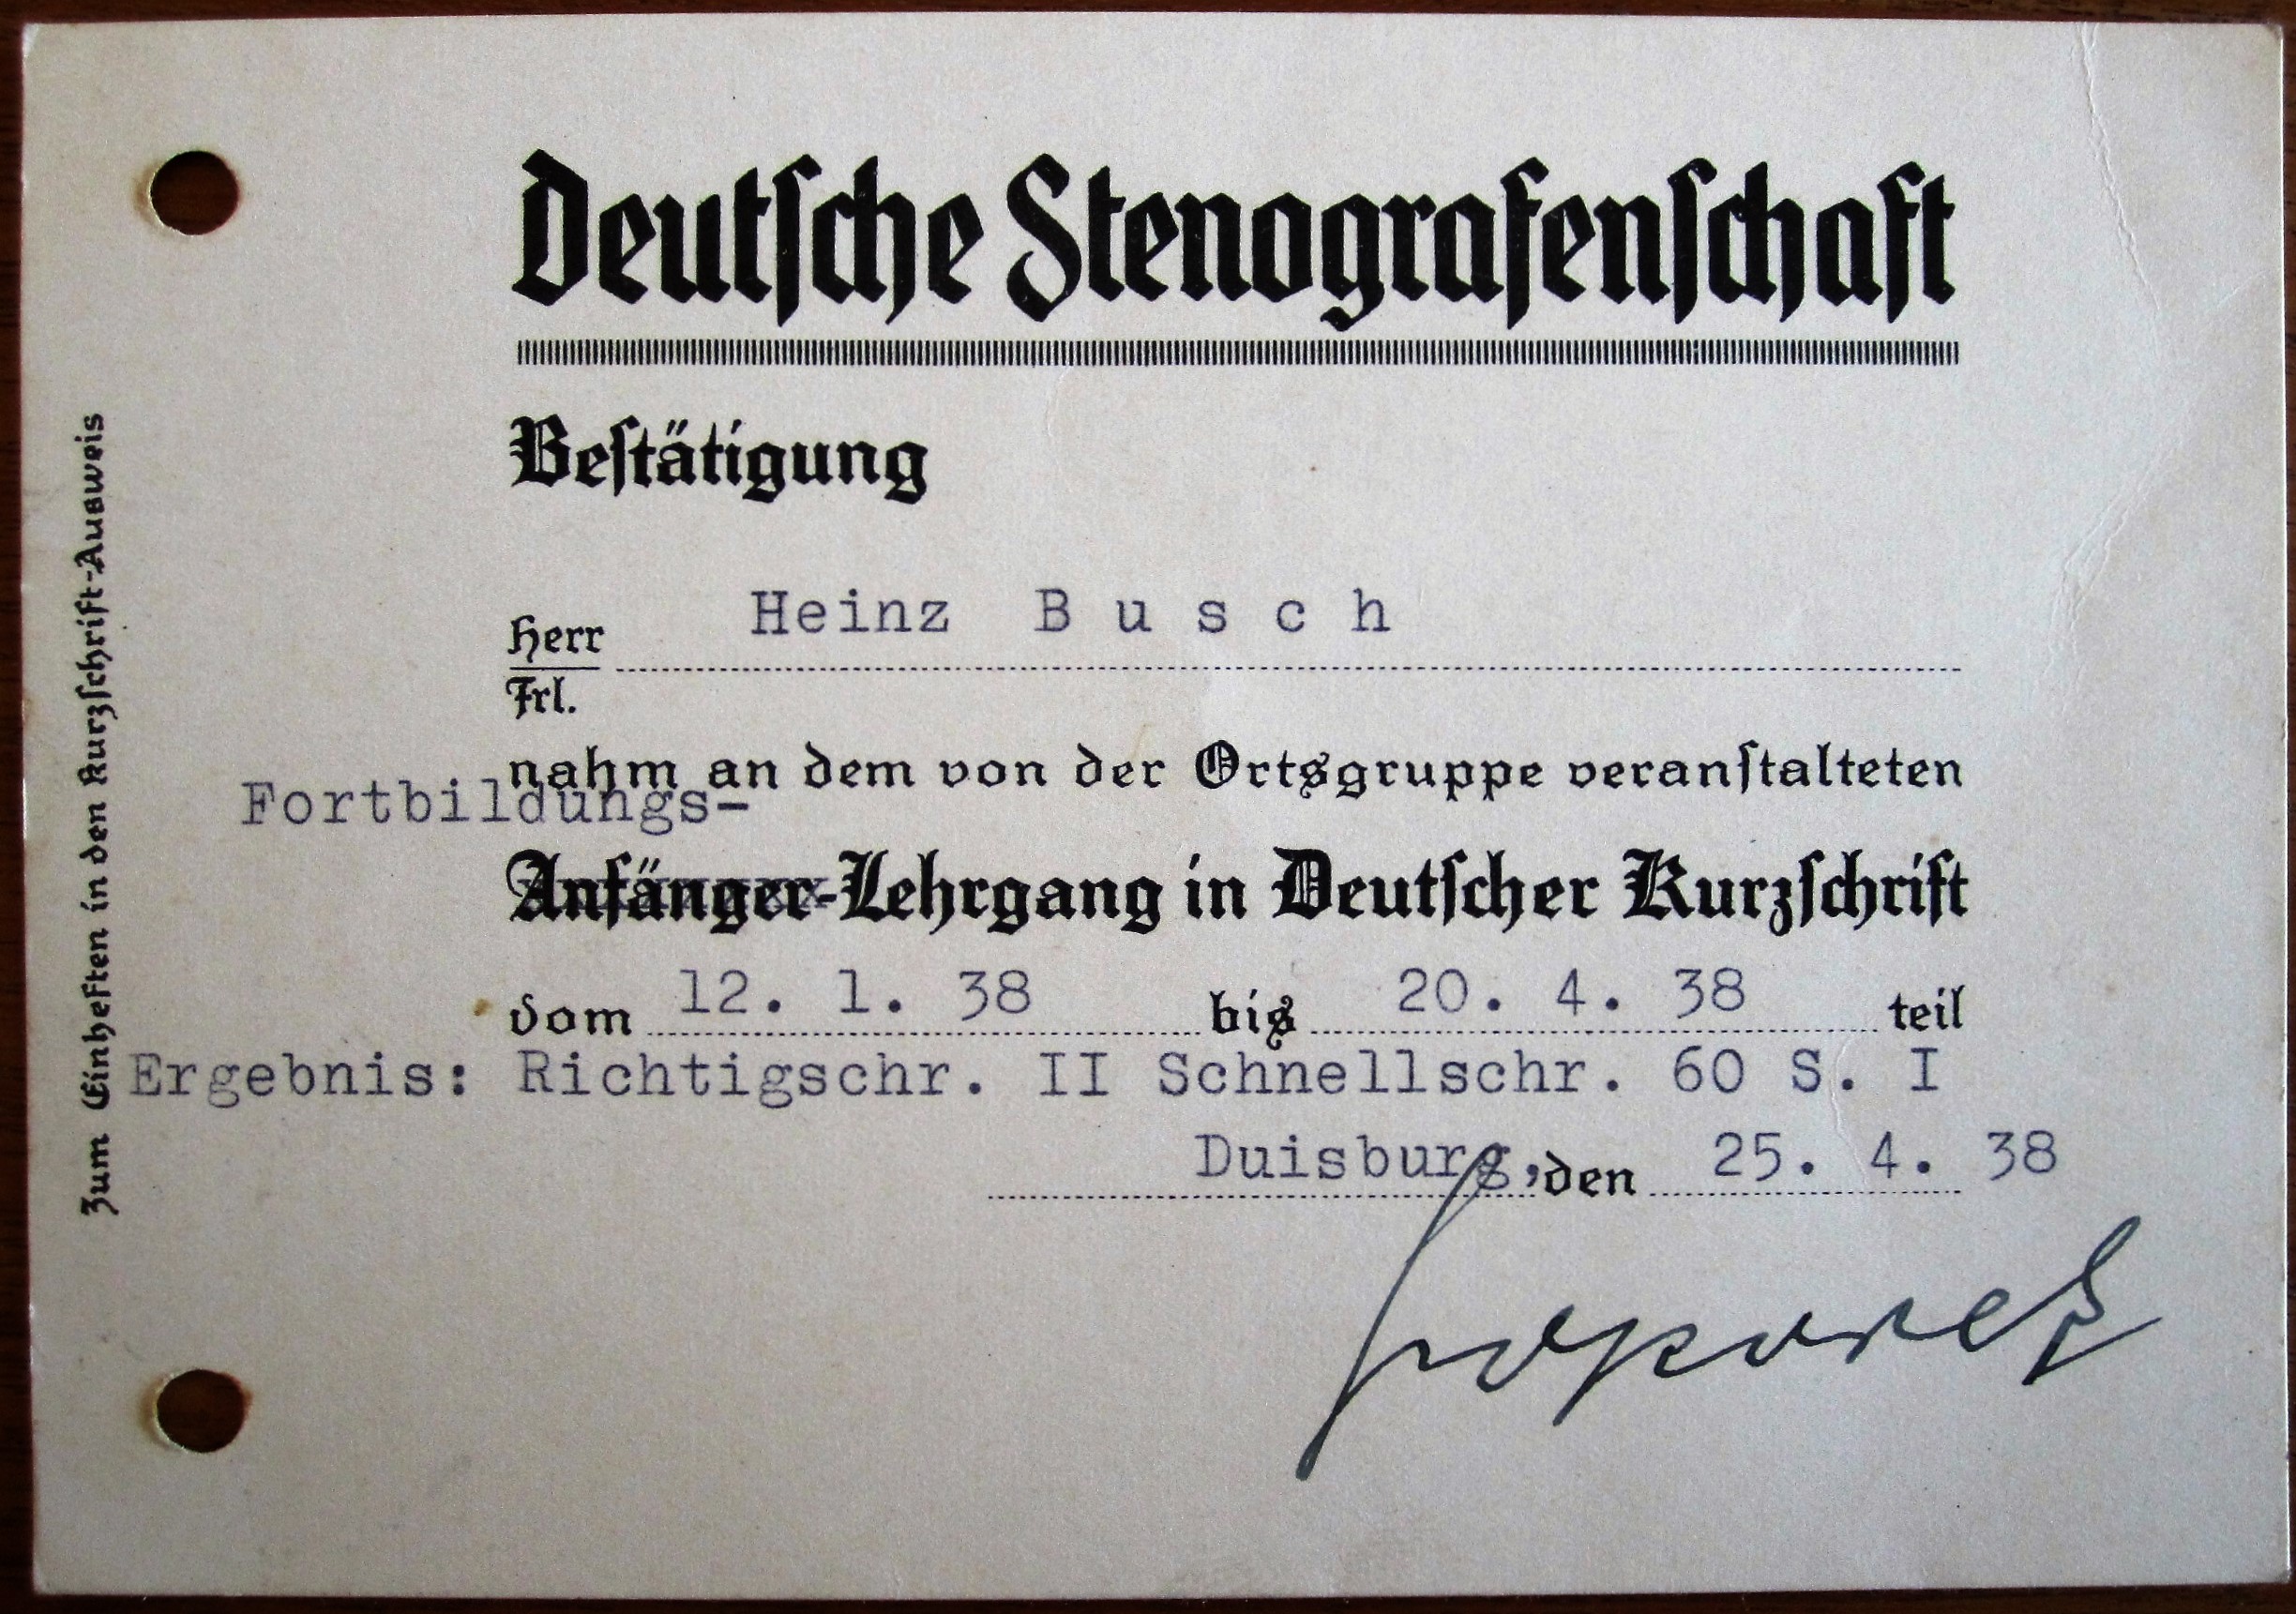 Deutsche Stenografenschaft
Bestätigung
Herr Heinz B u s c h
Frl.
nahm an dem von der Ortsgruppe veranstalteten
Fortbildungs-
Anfänger-Lehrgang in Deutscher Kurzschrift
vom 12. 1. 38 bis 20. 4. 38 teil
Ergebnis: Richtigschr. II Schnellschr. 60 S. I
Duisburg, den 25. 4. 38
Zum Einheften in den Kurzschrift-Ausweis